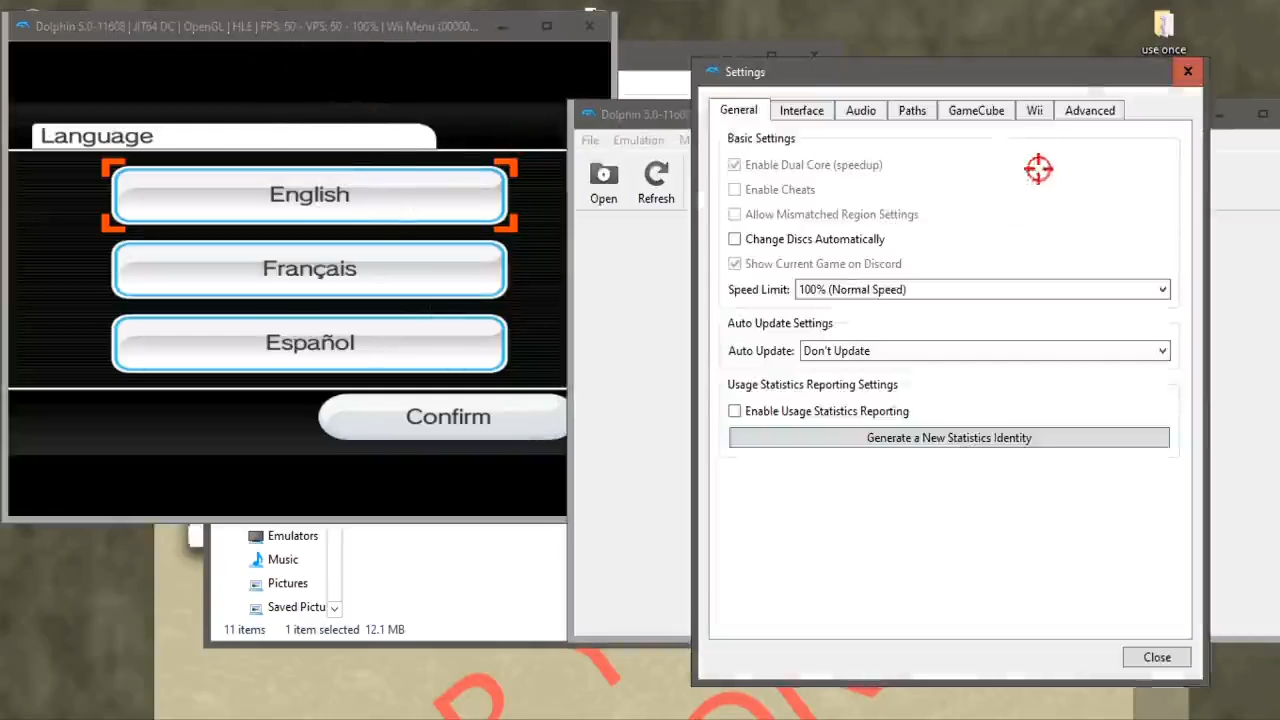 Dolphin 5.0-11608 | JIT64 DC | OpenGL | HLE | FPS: 50 - VPS: 50 - 100% | Wii Menu (00000...
use once
Language
English
Français
Español
Confirm
Dolphin 5.0-1160
File Emulation M
Open Refresh
Settings
General Interface Audio Paths GameCube Wii Advanced
Basic Settings
Enable Dual Core (speedup)
Enable Cheats
Allow Mismatched Region Settings
Change Discs Automatically
Show Current Game on Discord
Speed Limit: 100% (Normal Speed)
Auto Update Settings
Auto Update: Don't Update
Usage Statistics Reporting Settings
Enable Usage Statistics Reporting
Generate a New Statistics Identity
Close
Emulators
Music
Pictures
Saved Pictu
11 items 1 item selected 12.1 MB